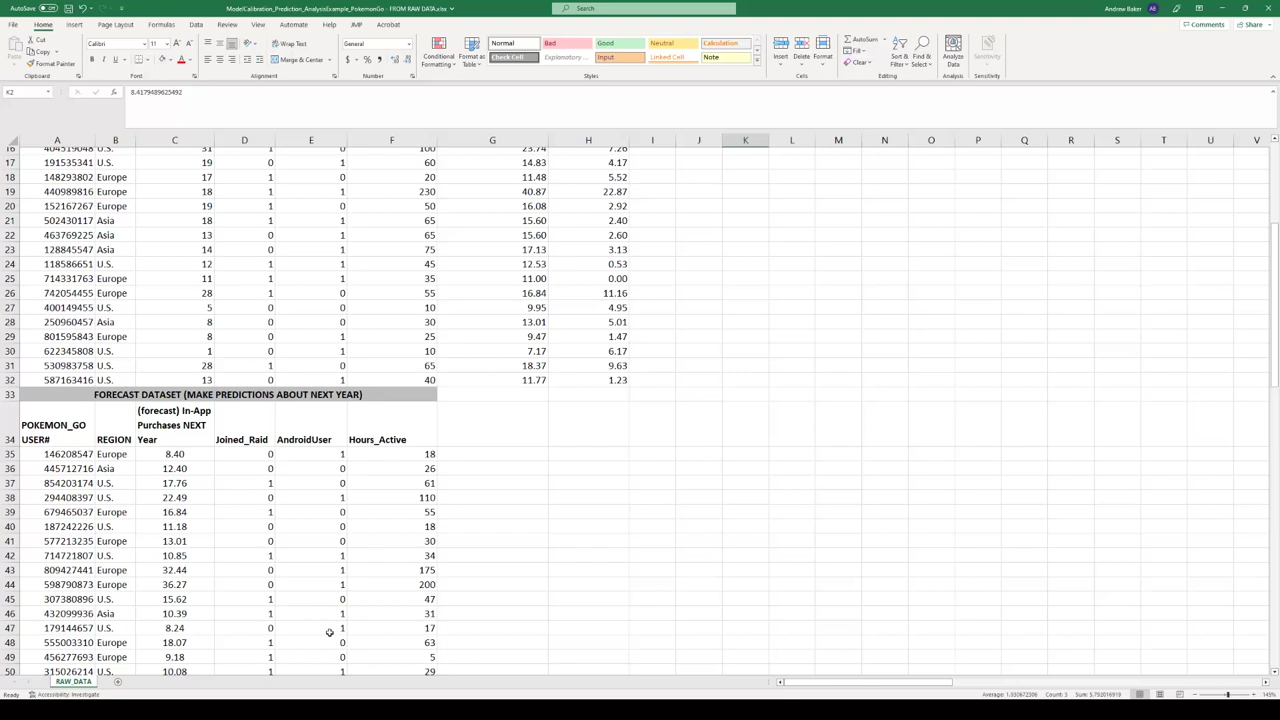 AutoSave Off ModelCalibration_Prediction_AnalysisExample_PokemonGo - FROM RAW DATA.xlsx Search Andrew Baker AB
File Home Insert Page Layout Formulas Data Review View Automate Help JMP Acrobat Comments Share
Cut Calibri 11 Wrap Text General Normal Bad Good Neutral Calculation AutoSum
Copy Fill
Format Painter Merge & Center Conditional Formatting Format as Table Check Cell Explanatory ... Input Linked Cell Note Insert Delete Format Clear Sort & Filter Find & Select Analyze Data Sensitivity
Clipboard Font Alignment Number Styles Cells Editing Analysis Sensitivity
K2 fx 8.4179489625492
A B C D E F G H I J K L M N O P Q R S T U V
16 404519048 U.S. 31 1 0 100 23.74 7.26
17 191535341 U.S. 19 0 1 60 14.83 4.17
18 148293802 Europe 17 1 0 20 11.48 5.52
19 440989816 Europe 18 1 1 230 40.87 22.87
20 152167267 Europe 19 1 0 50 16.08 2.92
21 502430117 Asia 18 1 1 65 15.60 2.40
22 463769225 Asia 13 0 1 65 15.60 2.60
23 128845547 Asia 14 0 1 75 17.13 3.13
24 118586651 U.S. 12 1 1 45 12.53 0.53
25 714331763 Europe 11 1 1 35 11.00 0.00
26 742054455 Europe 28 1 0 55 16.84 11.16
27 400149455 U.S. 5 0 0 10 9.95 4.95
28 250960457 Asia 8 0 0 30 13.01 5.01
29 801595843 Europe 8 0 1 25 9.47 1.47
30 622345808 U.S. 1 0 1 10 7.17 6.17
31 530983758 U.S. 28 1 0 65 18.37 9.63
32 587163416 U.S. 13 0 1 40 11.77 1.23
33 FORECAST DATASET (MAKE PREDICTIONS ABOUT NEXT YEAR)
34 POKEMON_GO USER# REGION (forecast) In-App Purchases NEXT Year Joined_Raid AndroidUser Hours_Active
35 146208547 Europe 8.40 0 1 18
36 445712716 Asia 12.40 0 0 26
37 854203174 U.S. 17.76 1 0 61
38 294408397 U.S. 22.49 0 1 110
39 679465037 Europe 16.84 1 0 55
40 187242226 U.S. 11.18 0 0 18
41 577213235 Europe 13.01 0 0 30
42 714721807 U.S. 10.85 1 1 34
43 809427441 Europe 32.44 0 1 175
44 598790873 Europe 36.27 0 1 200
45 307380896 U.S. 15.62 1 0 47
46 432099936 Asia 10.39 1 1 31
47 179144657 U.S. 8.24 0 1 17
48 555003310 Europe 18.07 1 0 63
49 456277693 Europe 9.18 1 0 5
50 315026214 U.S. 10.08 1 1 29
RAW_DATA
Ready Accessibility: Investigate Average: 1.930672306 Count: 3 Sum: 5.792016919 145%